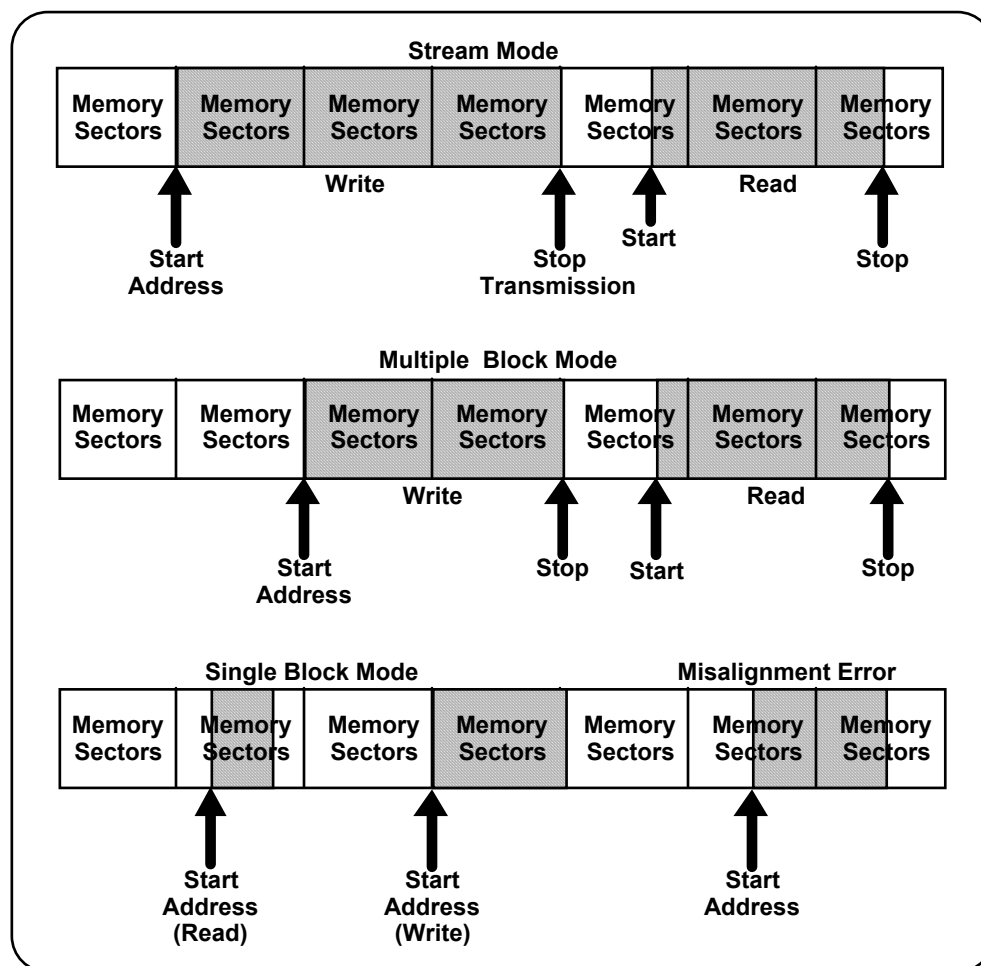 Stream Mode
Memory Memory Memory Memory Memory Memory Memory
Sectors Sectors Sectors Sectors Sectors Sectors Sectors
Write Read
Start Stop Start Stop
Address Transmission
Multiple Block Mode
Memory Memory Memory Memory Memory Memory Memory
Sectors Sectors Sectors Sectors Sectors Sectors Sectors
Write Read
Start Stop Start Stop
Address
Single Block Mode Misalignment Error
Memory Memory Memory Memory Memory Memory Memory
Sectors Sectors Sectors Sectors Sectors Sectors Sectors
Start Start Start
Address Address Address
(Read) (Write)